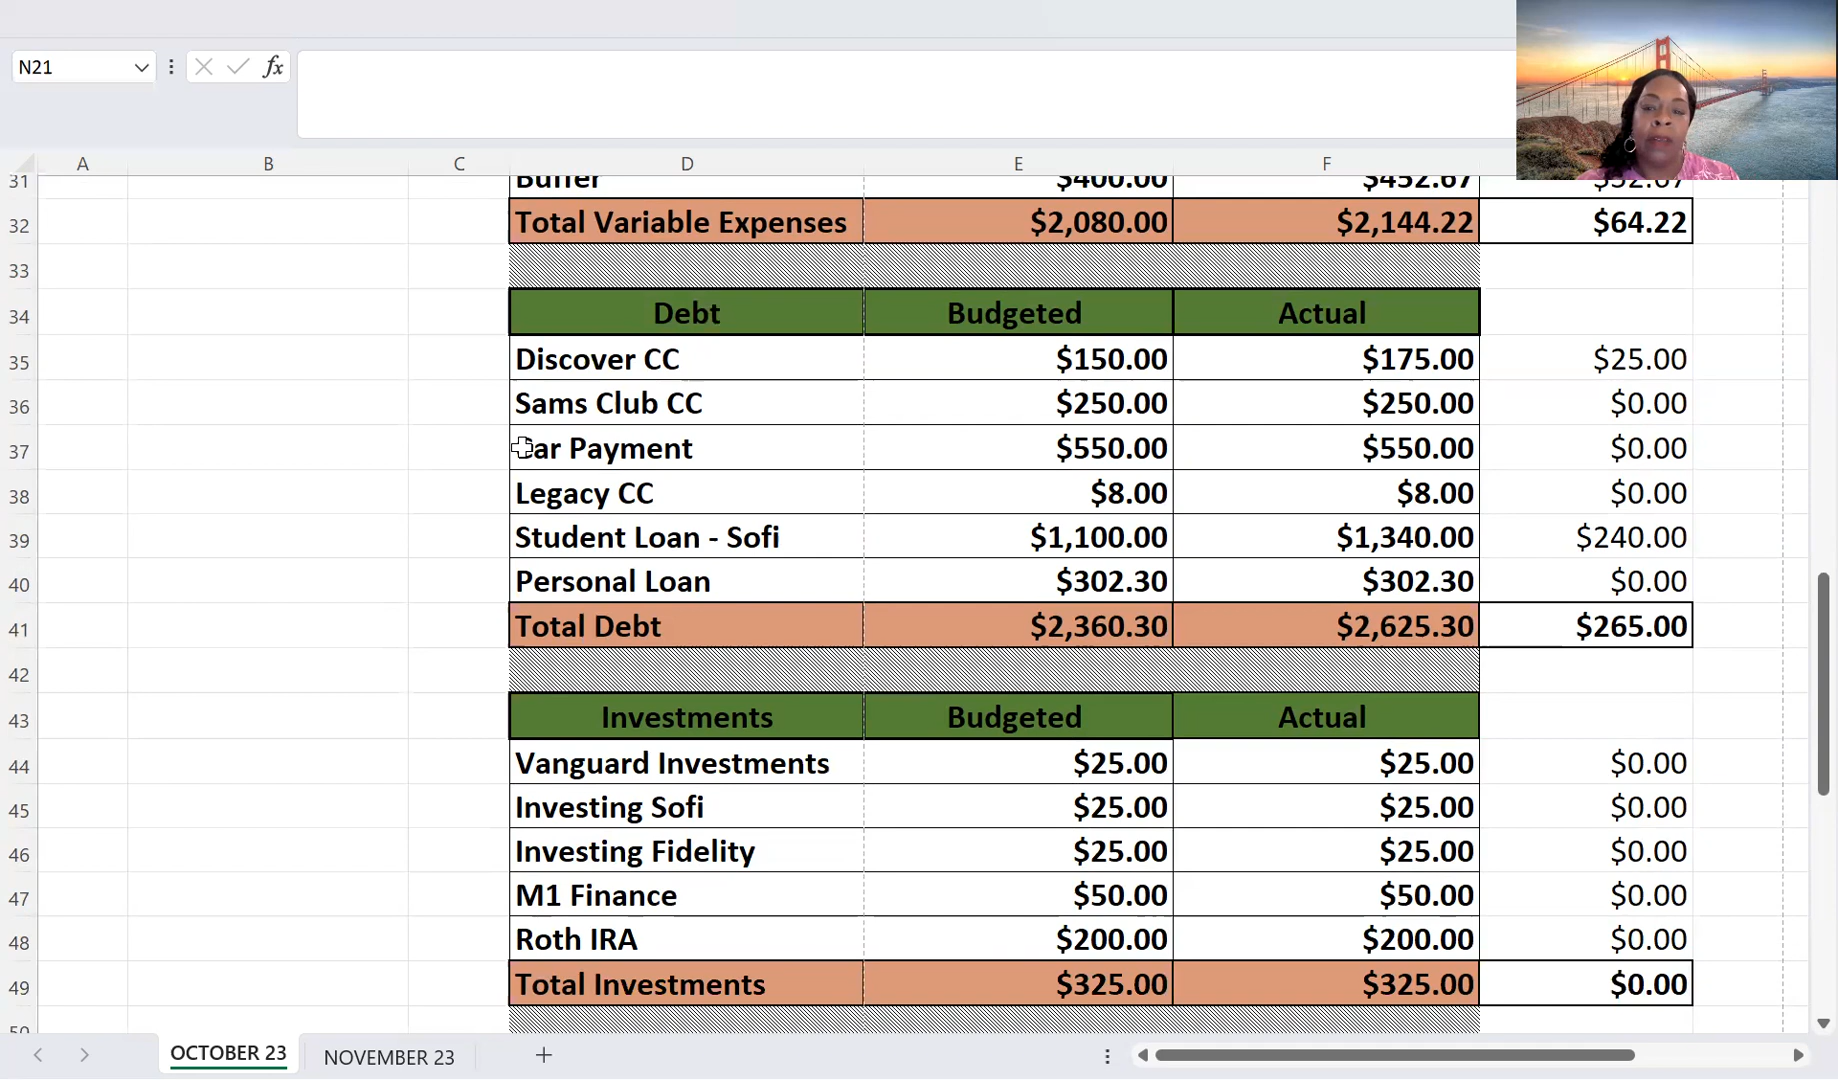 N21
fx
A B C D E F
31 Buffer $400.00 $452.67 $52.67
32 Total Variable Expenses $2,080.00 $2,144.22 $64.22
33
34 Debt Budgeted Actual
35 Discover CC $150.00 $175.00 $25.00
36 Sams Club CC $250.00 $250.00 $0.00
37 ar Payment $550.00 $550.00 $0.00
38 Legacy CC $8.00 $8.00 $0.00
39 Student Loan - Sofi $1,100.00 $1,340.00 $240.00
40 Personal Loan $302.30 $302.30 $0.00
41 Total Debt $2,360.30 $2,625.30 $265.00
42
43 Investments Budgeted Actual
44 Vanguard Investments $25.00 $25.00 $0.00
45 Investing Sofi $25.00 $25.00 $0.00
46 Investing Fidelity $25.00 $25.00 $0.00
47 M1 Finance $50.00 $50.00 $0.00
48 Roth IRA $200.00 $200.00 $0.00
49 Total Investments $325.00 $325.00 $0.00
50
OCTOBER 23 NOVEMBER 23 +